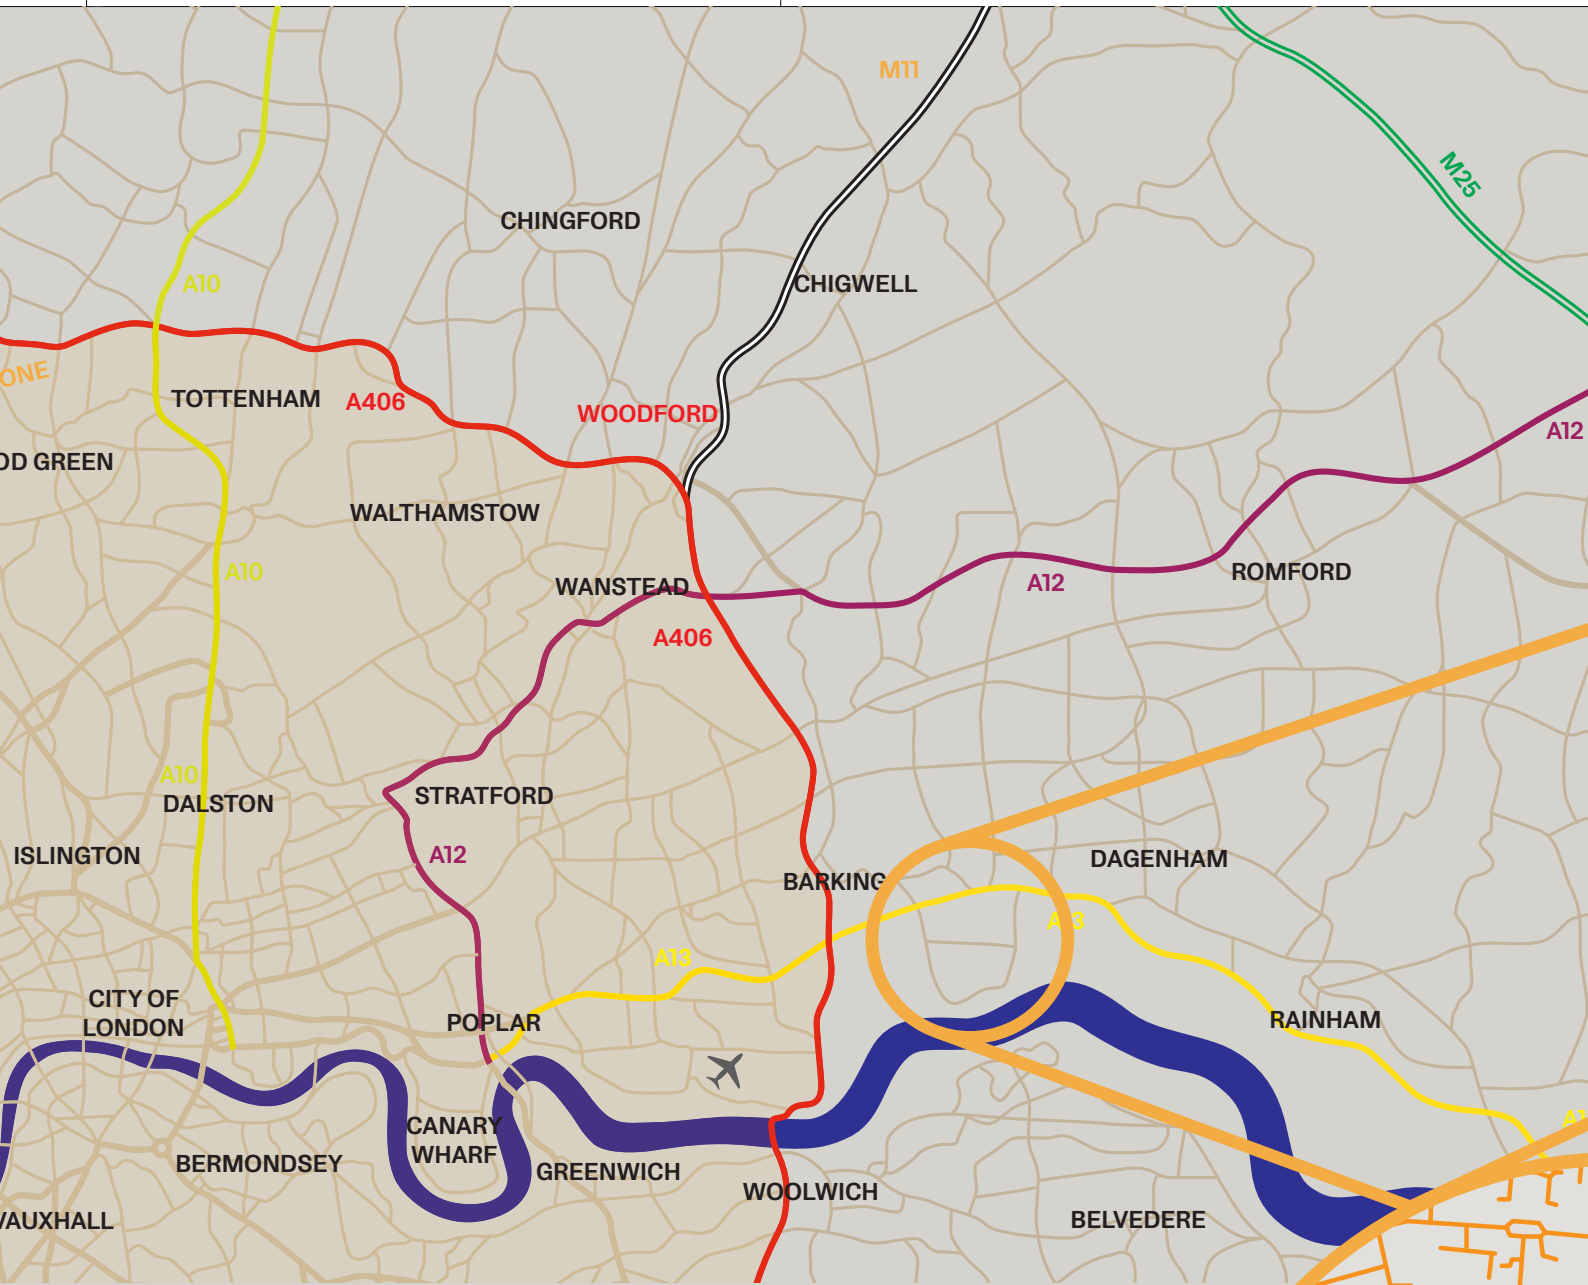 M11
M25
CHINGFORD
A10
CHIGWELL
ONE
TOTTENHAM
A406
WOODFORD
A12
OD GREEN
WALTHAMSTOW
A10
WANSTEAD
A12
ROMFORD
A406
A10
DALSTON
STRATFORD
ISLINGTON
A12
DAGENHAM
BARKING
A13
A13
CITY OF
LONDON
POPLAR
RAINHAM
CANARY
WHARF
BERMONDSEY
GREENWICH
WOOLWICH
VAUXHALL
BELVEDERE